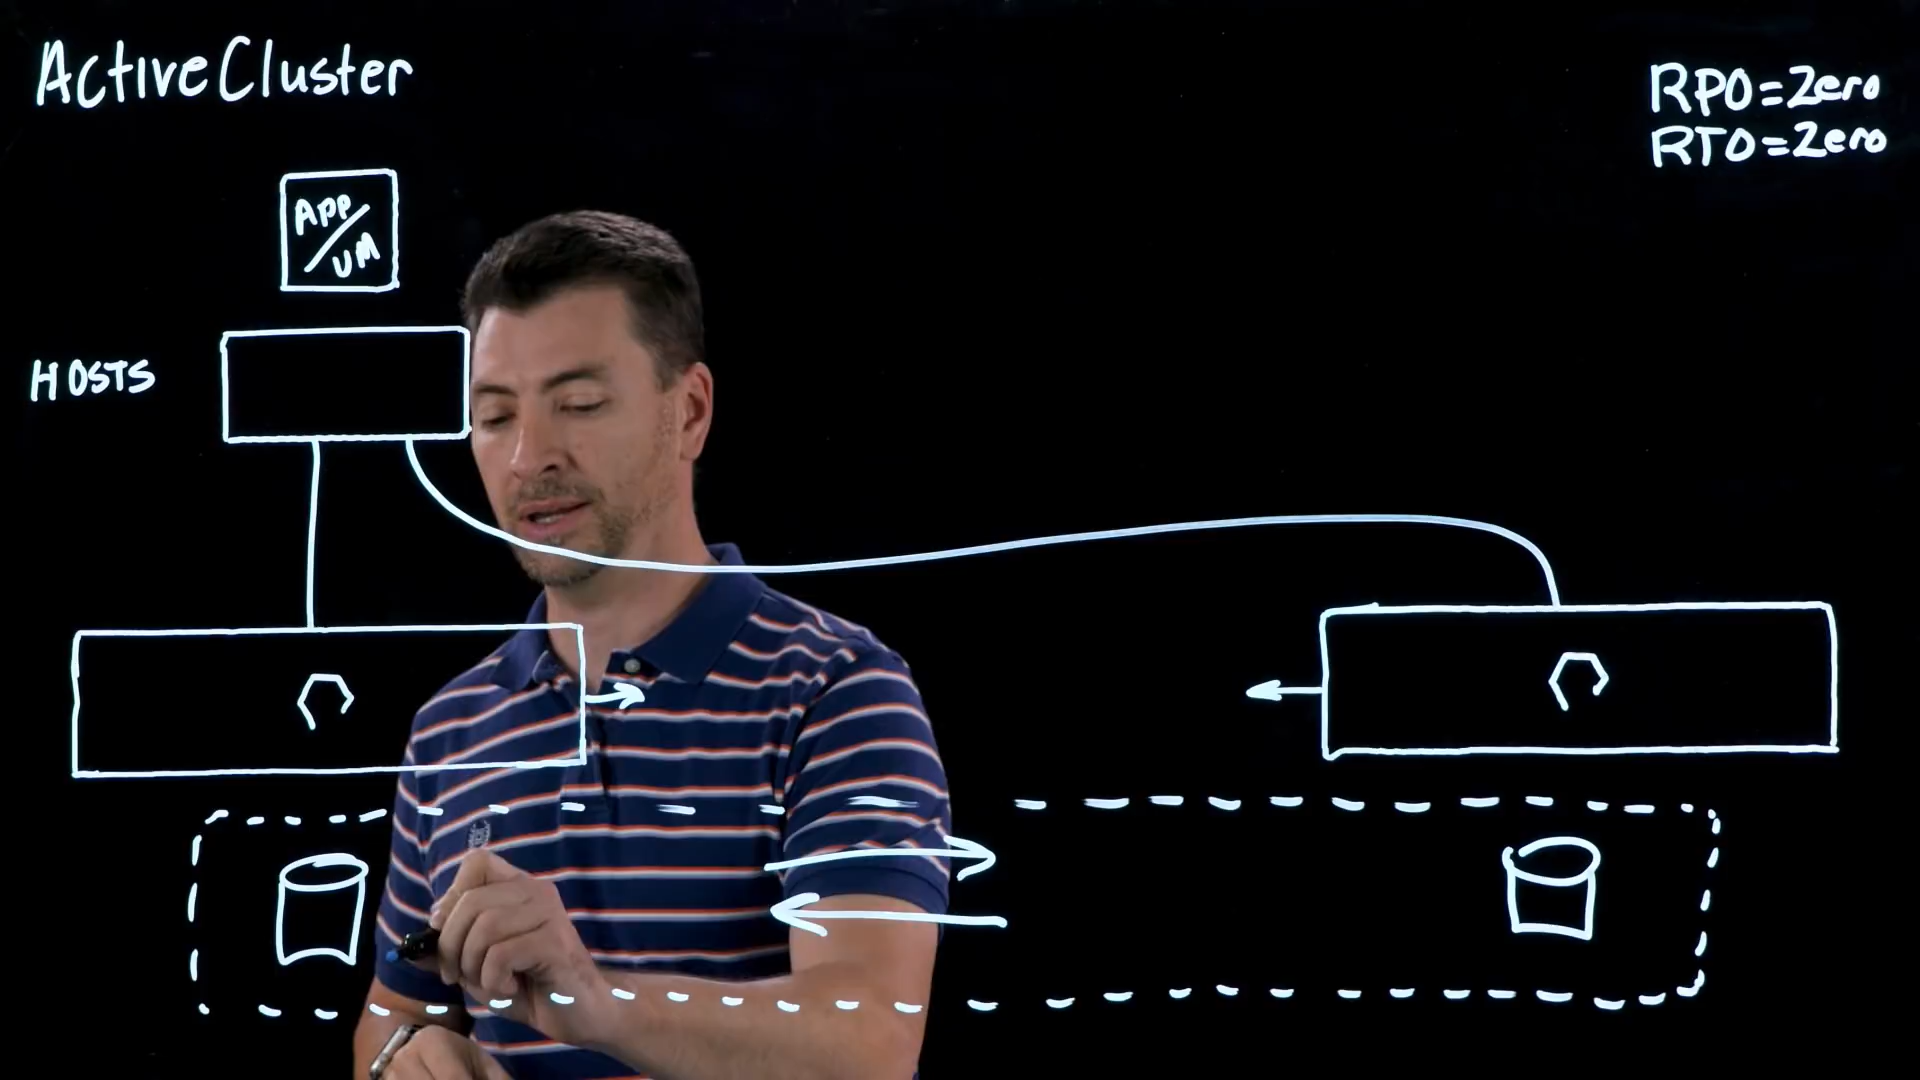 ActiveCluster
RPO=Zero
RTO=Zero
APP/
VM
HOSTS